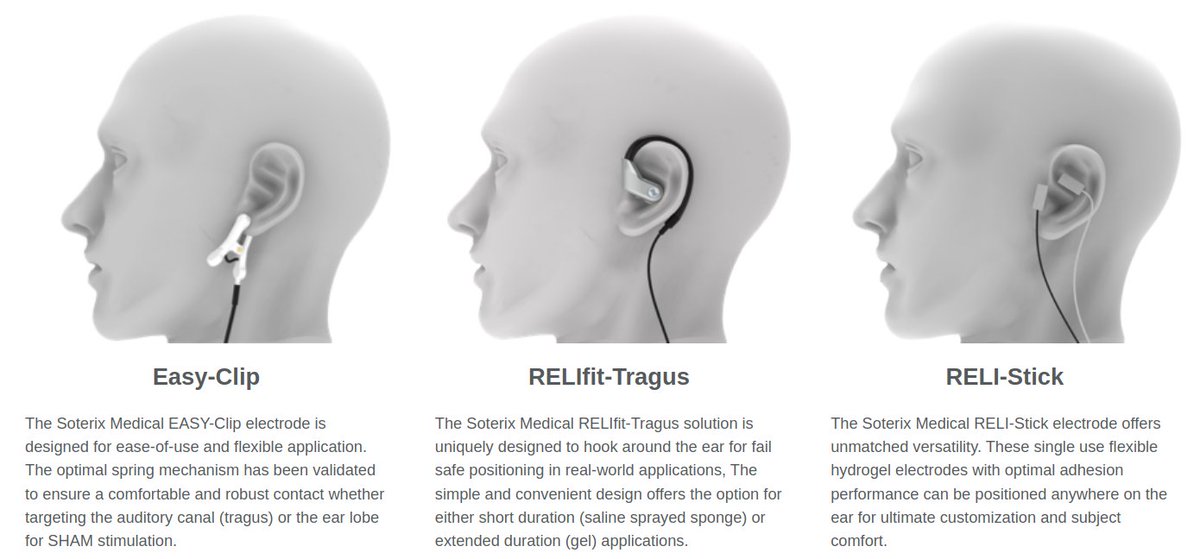 Easy-Clip
The Soterix Medical EASY-Clip electrode is
designed for ease-of-use and flexible application.
The optimal spring mechanism has been validated
to ensure a comfortable and robust contact whether
targeting the auditory canal (tragus) or the ear lobe
for SHAM stimulation.
RELIfit-Tragus
The Soterix Medical RELIfit-Tragus solution is
uniquely designed to hook around the ear for fail
safe positioning in real-world applications, The
simple and convenient design offers the option for
either short duration (saline sprayed sponge) or
extended duration (gel) applications.
RELI-Stick
The Soterix Medical RELI-Stick electrode offers
unmatched versatility. These single use flexible
hydrogel electrodes with optimal adhesion
performance can be positioned anywhere on the
ear for ultimate customization and subject
comfort.